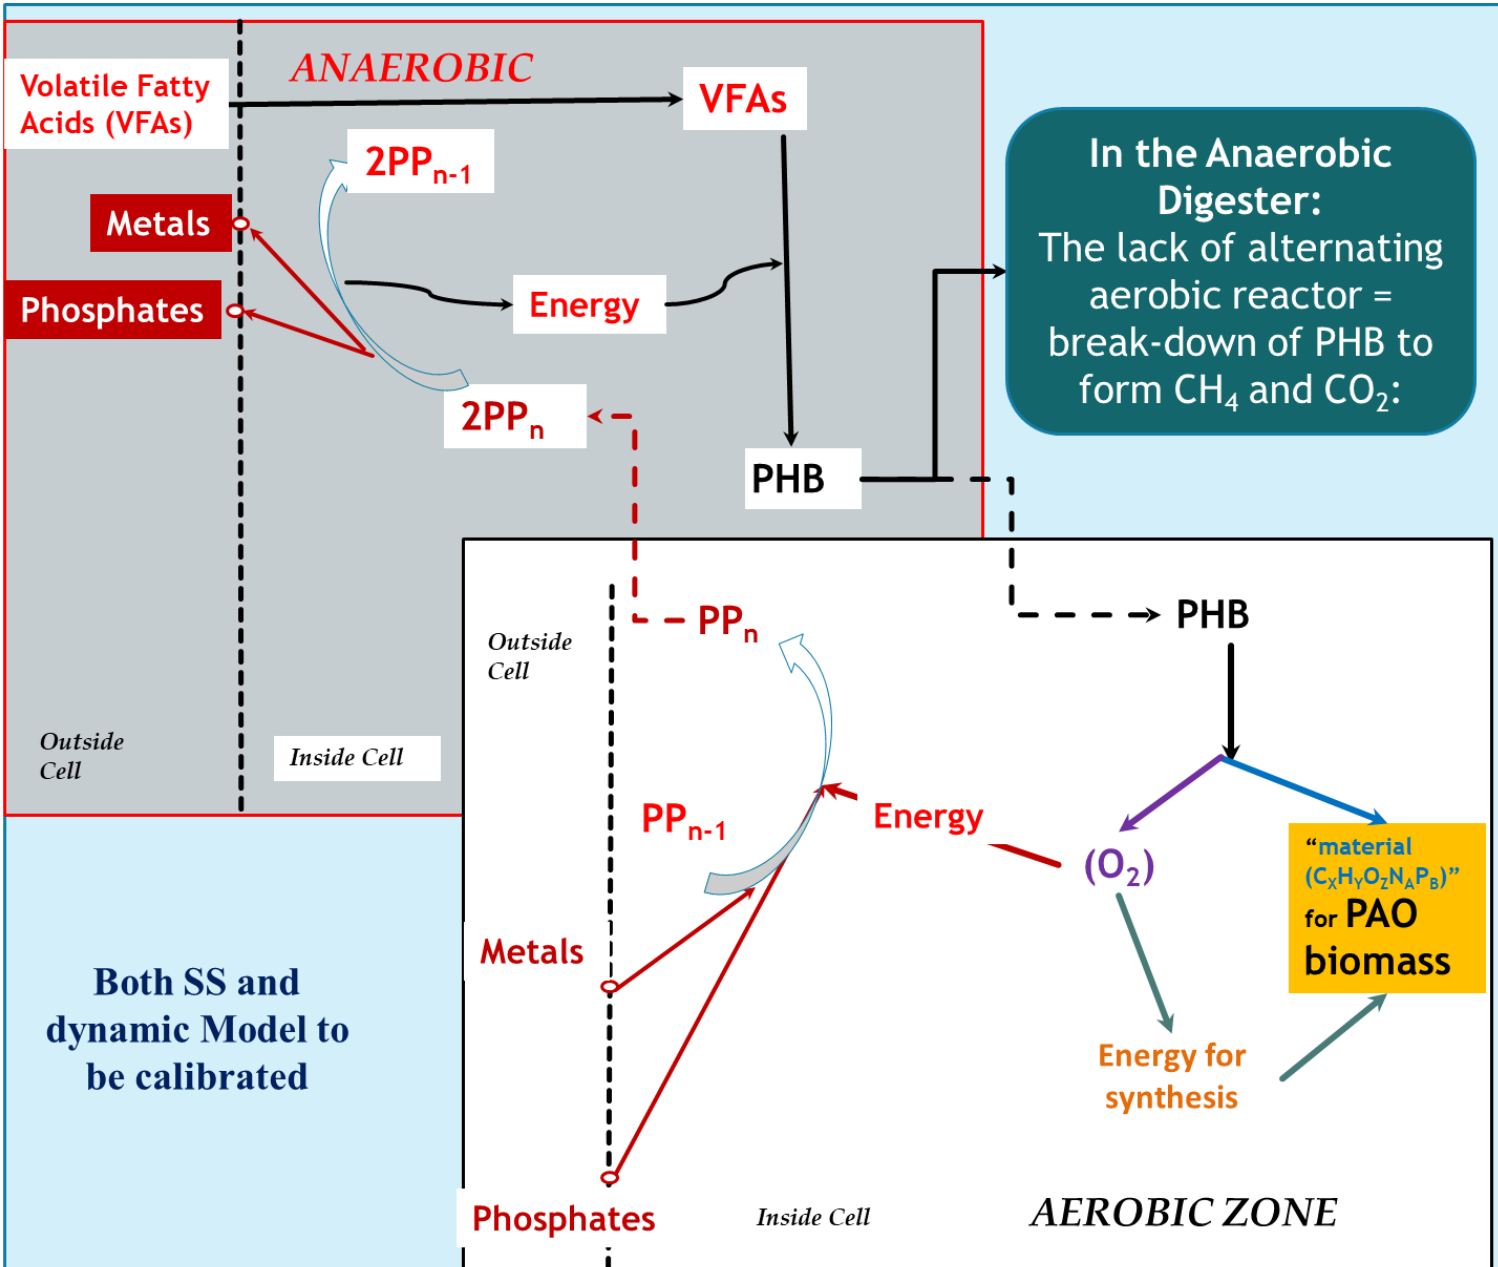 ANAEROBIC
Volatile Fatty
Acids (VFAs)
VFAs
2PPn-1
Metals
Phosphates
Energy
2PPn
PHB
Outside
Cell
Inside Cell
In the Anaerobic
Digester:
The lack of alternating
aerobic reactor =
break-down of PHB to
form CH4 and CO2:
Outside
Cell
PPn
PHB
PPn-1
Energy
(O2)
"material
(CXHYOZNAPB)"
for PAO
biomass
Metals
Energy for
synthesis
Phosphates
Inside Cell
AEROBIC ZONE
Both SS and
dynamic Model to
be calibrated